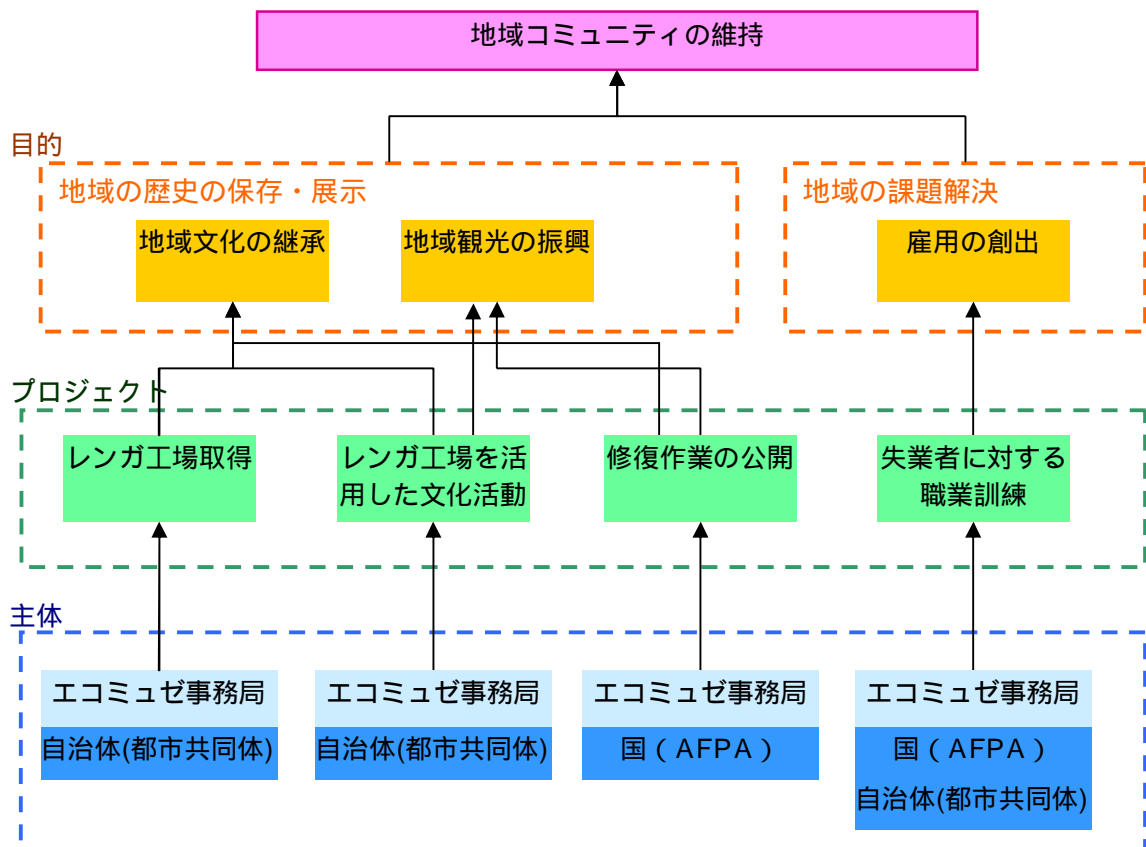 地域コミュニティの維持
目的
地域の歴史の保存・展示
地域の課題解決
地域文化の継承
地域観光の振興
雇用の創出
プロジェクト
レンガ工場取得
レンガ工場を活
用した文化活動
修復作業の公開
失業者に対する
職業訓練
主体
エコミュゼ事務局
自治体(都市共同体)
エコミュゼ事務局
自治体(都市共同体)
エコミュゼ事務局
国（AFPA）
エコミュゼ事務局
国（AFPA）
自治体(都市共同体)